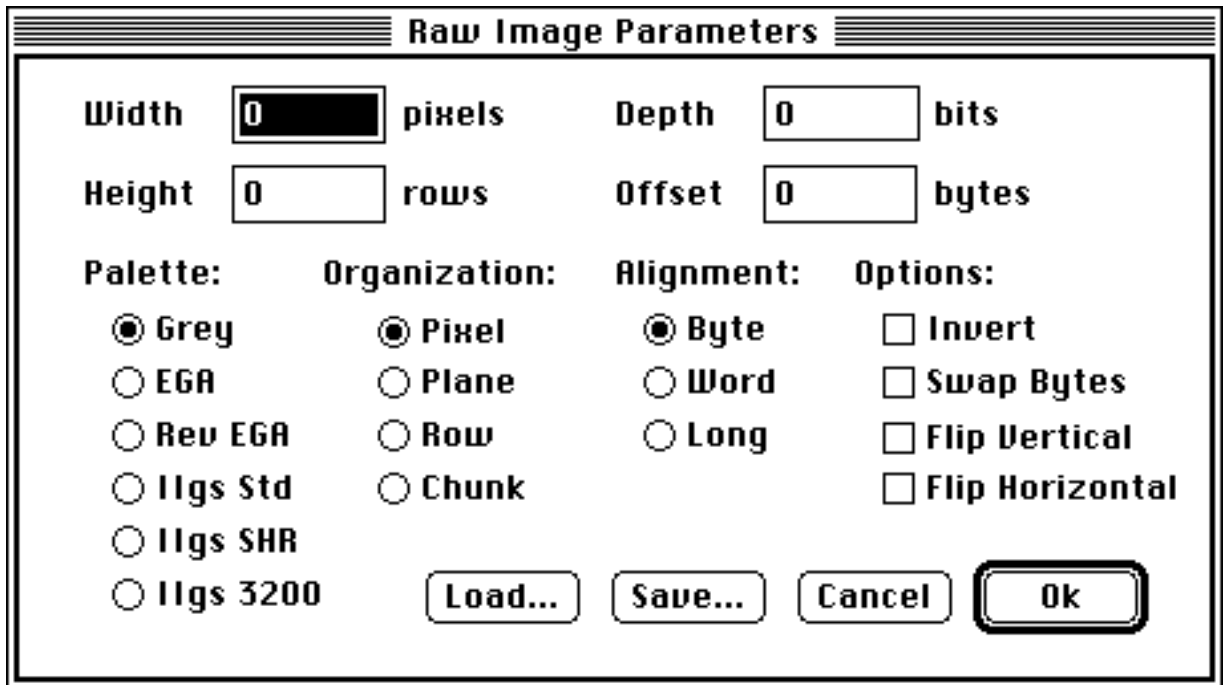 Raw Image Parameters
Width 0 pixels Depth 0 bits
Height 0 rows Offset 0 bytes
Palette: Organization: Alignment: Options:
Grey Pixel Byte Invert
EGA Plane Word Swap Bytes
Rev EGA Row Long Flip Vertical
IIgs Std Chunk Flip Horizontal
IIgs SHR
IIgs 3200 Load... Save... Cancel Ok